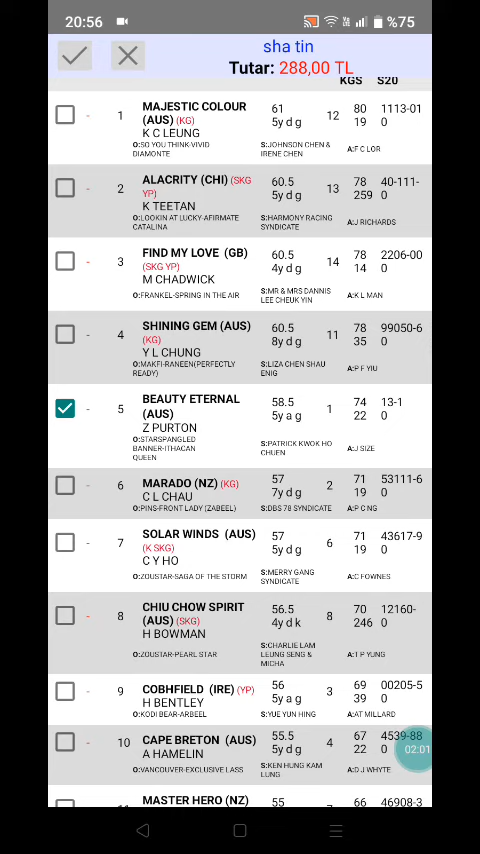 20:56 %75
sha tin
Tutar: 288,00 TL
KGS S20
1 MAJESTIC COLOUR 61 12 80 1113-01
(AUS) (KG) 5y d g 19 0
K C LEUNG
O:SO YOU THINK-VIVID S:JOHNSON CHEN & A:F C LOR
DIAMONTE IRENE CHEN
- 2 ALACRITY (CHI) (SKG 60.5 13 78 40-111-
YP) 5y d g 259 0
K TEETAN
O:LOOKIN AT LUCKY-AFIRMATE S:HARMONY RACING A:J RICHARDS
CATALINA SYNDICATE
- 3 FIND MY LOVE (GB) 60.5 14 78 2206-00
(SKG YP) 4y d g 14 0
M CHADWICK
O:FRANKEL-SPRING IN THE AIR S:MR & MRS DANNIS A:K L MAN
LEE CHEUK YIN
- 4 SHINING GEM (AUS) 60.5 11 78 99050-6
(KG) 8y d g 35 0
Y L CHUNG
O:MAKFI-RANEEN(PERFECTLY S:LIZA CHEN SHAU A:P F YIU
READY) ENIG
- 5 BEAUTY ETERNAL 58.5 1 74 13-1
(AUS) 5y a g 22 0
Z PURTON
O:STARSPANGLED S:PATRICK KWOK HO A:J SIZE
BANNER-ITHACAN CHUEN
QUEEN
- 6 MARADO (NZ) (KG) 57 2 71 53111-6
C L CHAU 7y d g 19 0
O:PINS-FRONT LADY (ZABEEL) S:DBS 78 SYNDICATE A:P C NG
- 7 SOLAR WINDS (AUS) 57 6 71 43617-9
(K SKG) 5y d g 19 0
C Y HO
O:ZOUSTAR-SAGA OF THE STORM S:MERRY GANG A:C FOWNES
SYNDICATE
- 8 CHIU CHOW SPIRIT 56.5 8 70 12160-
(AUS) (SKG) 4y d k 246 0
H BOWMAN
O:ZOUSTAR-PEARL STAR S:CHARLIE LAM A:T P YUNG
LEUNG SENG &
MICHA
- 9 COBHFIELD (IRE) (YP) 56 3 69 00205-5
H BENTLEY 5y a g 39 0
O:KODI BEAR-ARBEEL S:YUE YUN HING A:AT MILLARD
- 10 CAPE BRETON (AUS) 55.5 4 67 4539-88
A HAMELIN 5y d g 22 0
02:01
O:VANCOUVER-EXCLUSIVE LASS S:KEN HUNG KAM A:D J WHYTE
LUNG
MASTER HERO (NZ) 55 66 46908-3